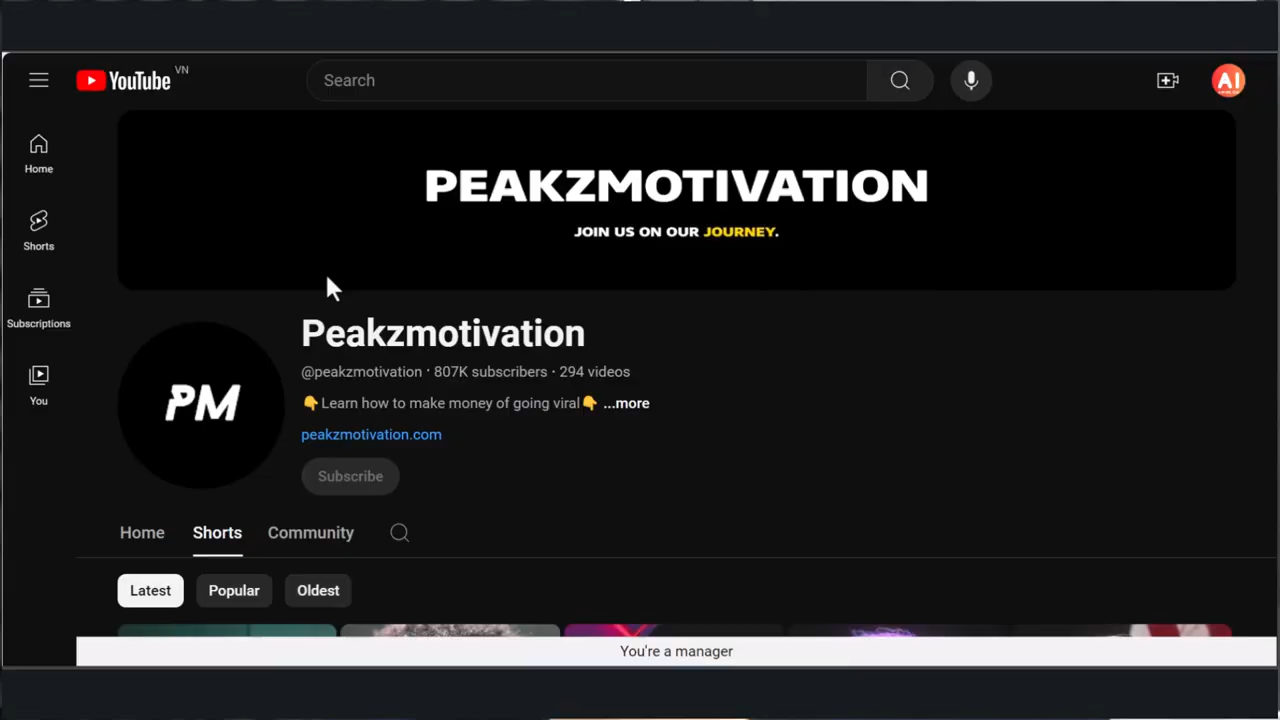 YouTube VN
Search
AI
Home
Shorts
Subscriptions
You
PEAKZMOTIVATION
JOIN US ON OUR JOURNEY.
PM
Peakzmotivation
@peakzmotivation · 807K subscribers · 294 videos
👇Learn how to make money of going viral👇 ...more
peakzmotivation.com
Subscribe
Home Shorts Community
Latest Popular Oldest
You're a manager